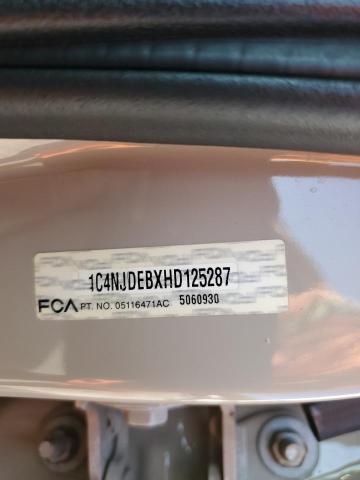 1C4NJDEBXHD125287
FCA PT. NO. 05116471AC 5060930